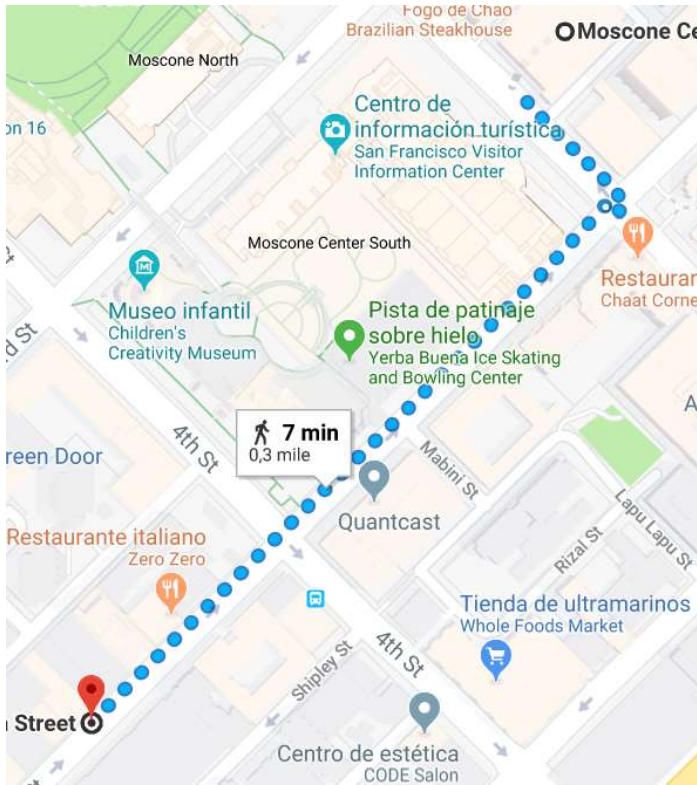 Fogo de Chao
Brazilian Steakhouse
Moscone Ce
Moscone North
on 16
Centro de
información turística
San Francisco Visitor
Information Center
Moscone Center South
Restauran
Chaat Corne
Museo infantil
Children's
Creativity Museum
Pista de patinaje
sobre hielo
Yerba Buena Ice Skating
and Bowling Center
&
rd St
4th St
7 min
0,3 mile
A
reen Door
Mabini St
Quantcast
Lapu Lapu St
Restaurante italiano
Zero Zero
Rizal St
Tienda de ultramarinos
Whole Foods Market
4th St
Shipley St
Street
Centro de estética
CODE Salon
St